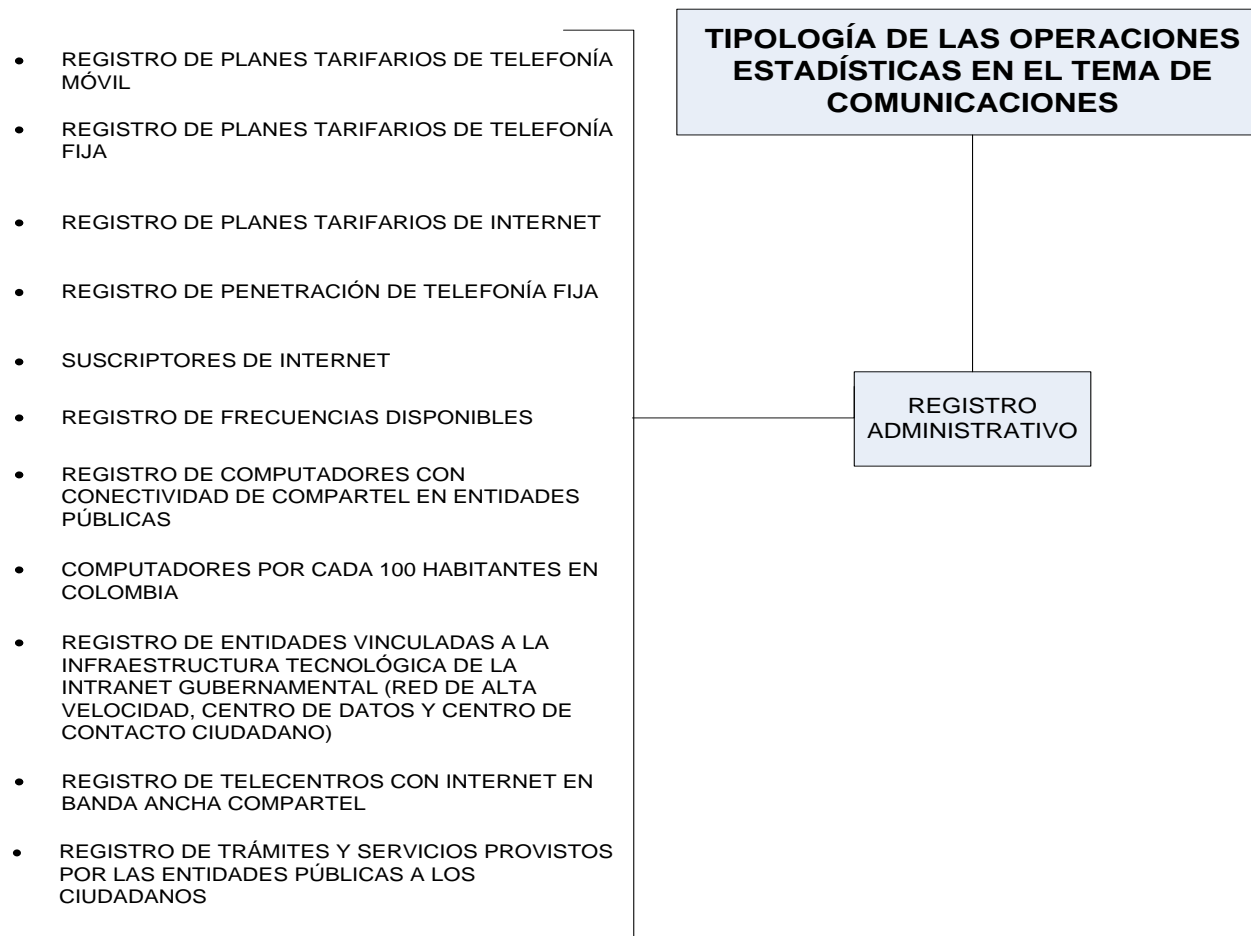 TIPOLOGÍA DE LAS OPERACIONES
ESTADÍSTICAS EN EL TEMA DE
COMUNICACIONES
REGISTRO
ADMINISTRATIVO
• REGISTRO DE PLANES TARIFARIOS DE TELEFONÍA
MÓVIL
• REGISTRO DE PLANES TARIFARIOS DE TELEFONÍA
FIJA
• REGISTRO DE PLANES TARIFARIOS DE INTERNET
• REGISTRO DE PENETRACIÓN DE TELEFONÍA FIJA
• SUSCRIPTORES DE INTERNET
• REGISTRO DE FRECUENCIAS DISPONIBLES
• REGISTRO DE COMPUTADORES CON
CONECTIVIDAD DE COMPARTEL EN ENTIDADES
PÚBLICAS
• COMPUTADORES POR CADA 100 HABITANTES EN
COLOMBIA
• REGISTRO DE ENTIDADES VINCULADAS A LA
INFRAESTRUCTURA TECNOLÓGICA DE LA
INTRANET GUBERNAMENTAL (RED DE ALTA
VELOCIDAD, CENTRO DE DATOS Y CENTRO DE
CONTACTO CIUDADANO)
• REGISTRO DE TELECENTROS CON INTERNET EN
BANDA ANCHA COMPARTEL
• REGISTRO DE TRÁMITES Y SERVICIOS PROVISTOS
POR LAS ENTIDADES PÚBLICAS A LOS
CIUDADANOS